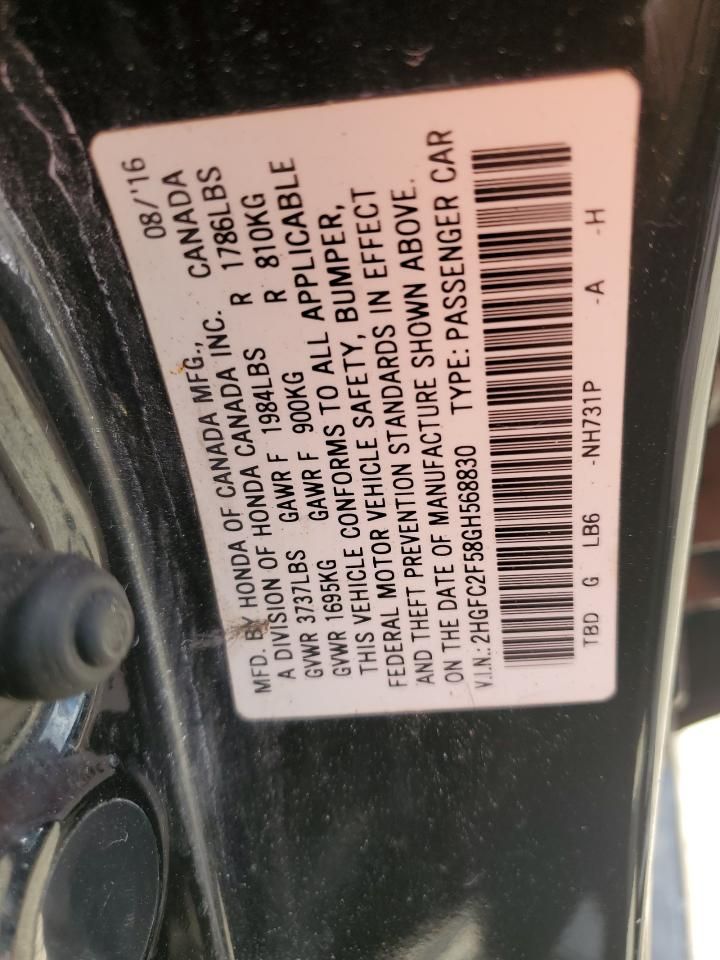 08/'16
MFD. BY HONDA OF CANADA MFG., CANADA
A DIVISION OF HONDA CANADA INC.
GVWR 3737LBS GAWR F 1984LBS R 1786LBS
GVWR 1695KG GAWR F 900KG R 810KG
THIS VEHICLE CONFORMS TO ALL APPLICABLE
FEDERAL MOTOR VEHICLE SAFETY, BUMPER,
AND THEFT PREVENTION STANDARDS IN EFFECT
ON THE DATE OF MANUFACTURE SHOWN ABOVE.
V.I.N.: 2HGFC2F58GH568830 TYPE: PASSENGER CAR
TBD G LB6 -NH731P -A -H